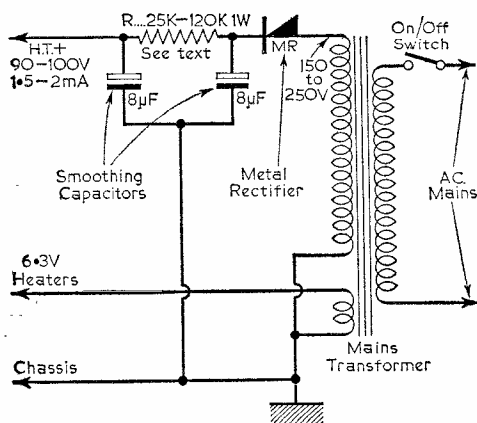 R....25K–120K 1W
See text
H.T.+
90–100V
1·5–2mA
8μF
8μF
MR
150
to
250V
On/Off
Switch
Smoothing
Capacitors
Metal
Rectifier
A.C.
Mains
6·3V
Heaters
Mains
Transformer
Chassis